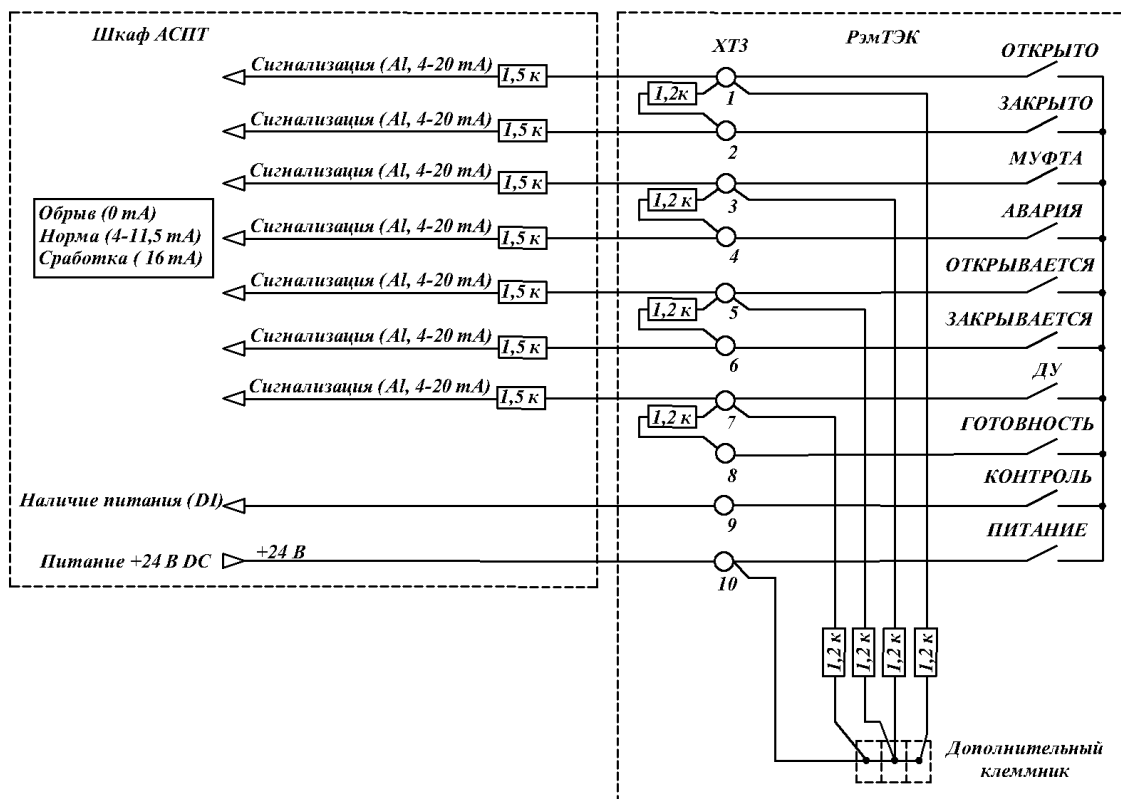 Шкаф АСПТ
ХТ3
РэмТЭК
ОТКРЫТО
Сигнализация (AI, 4-20 mA)
1,5 к
1,2к
1
ЗАКРЫТО
Сигнализация (AI, 4-20 mA)
1,5 к
2
МУФТА
Сигнализация (AI, 4-20 mA)
1,5 к
1,2 к
3
АВАРИЯ
Сигнализация (AI, 4-20 mA)
1,5 к
4
Обрыв (0 mA)
Норма (4-11,5 mA)
Сработка ( 16 mA)
ОТКРЫВАЕТСЯ
Сигнализация (AI, 4-20 mA)
1,5 к
1,2 к
5
ЗАКРЫВАЕТСЯ
Сигнализация (AI, 4-20 mA)
1,5 к
6
ДУ
Сигнализация (AI, 4-20 mA)
1,5 к
1,2 к
7
ГОТОВНОСТЬ
8
КОНТРОЛЬ
Наличие питания (DI)
9
ПИТАНИЕ
Питание +24 В DC
+24 В
10
1,2 к
1,2 к
1,2 к
1,2 к
Дополнительный
клеммник